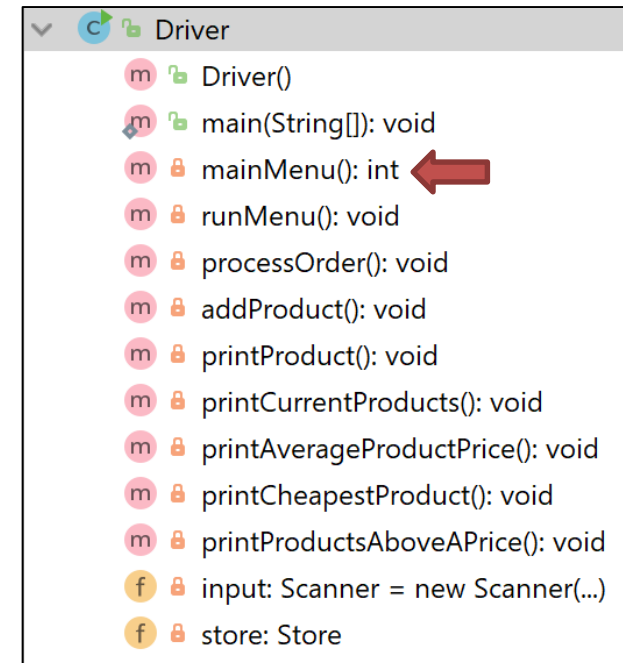 C Driver
m Driver()
m main(String[]): void
m mainMenu(): int
m runMenu(): void
m processOrder(): void
m addProduct(): void
m printProduct(): void
m printCurrentProducts(): void
m printAverageProductPrice(): void
m printCheapestProduct(): void
m printProductsAboveAPrice(): void
f input: Scanner = new Scanner(...)
f store: Store